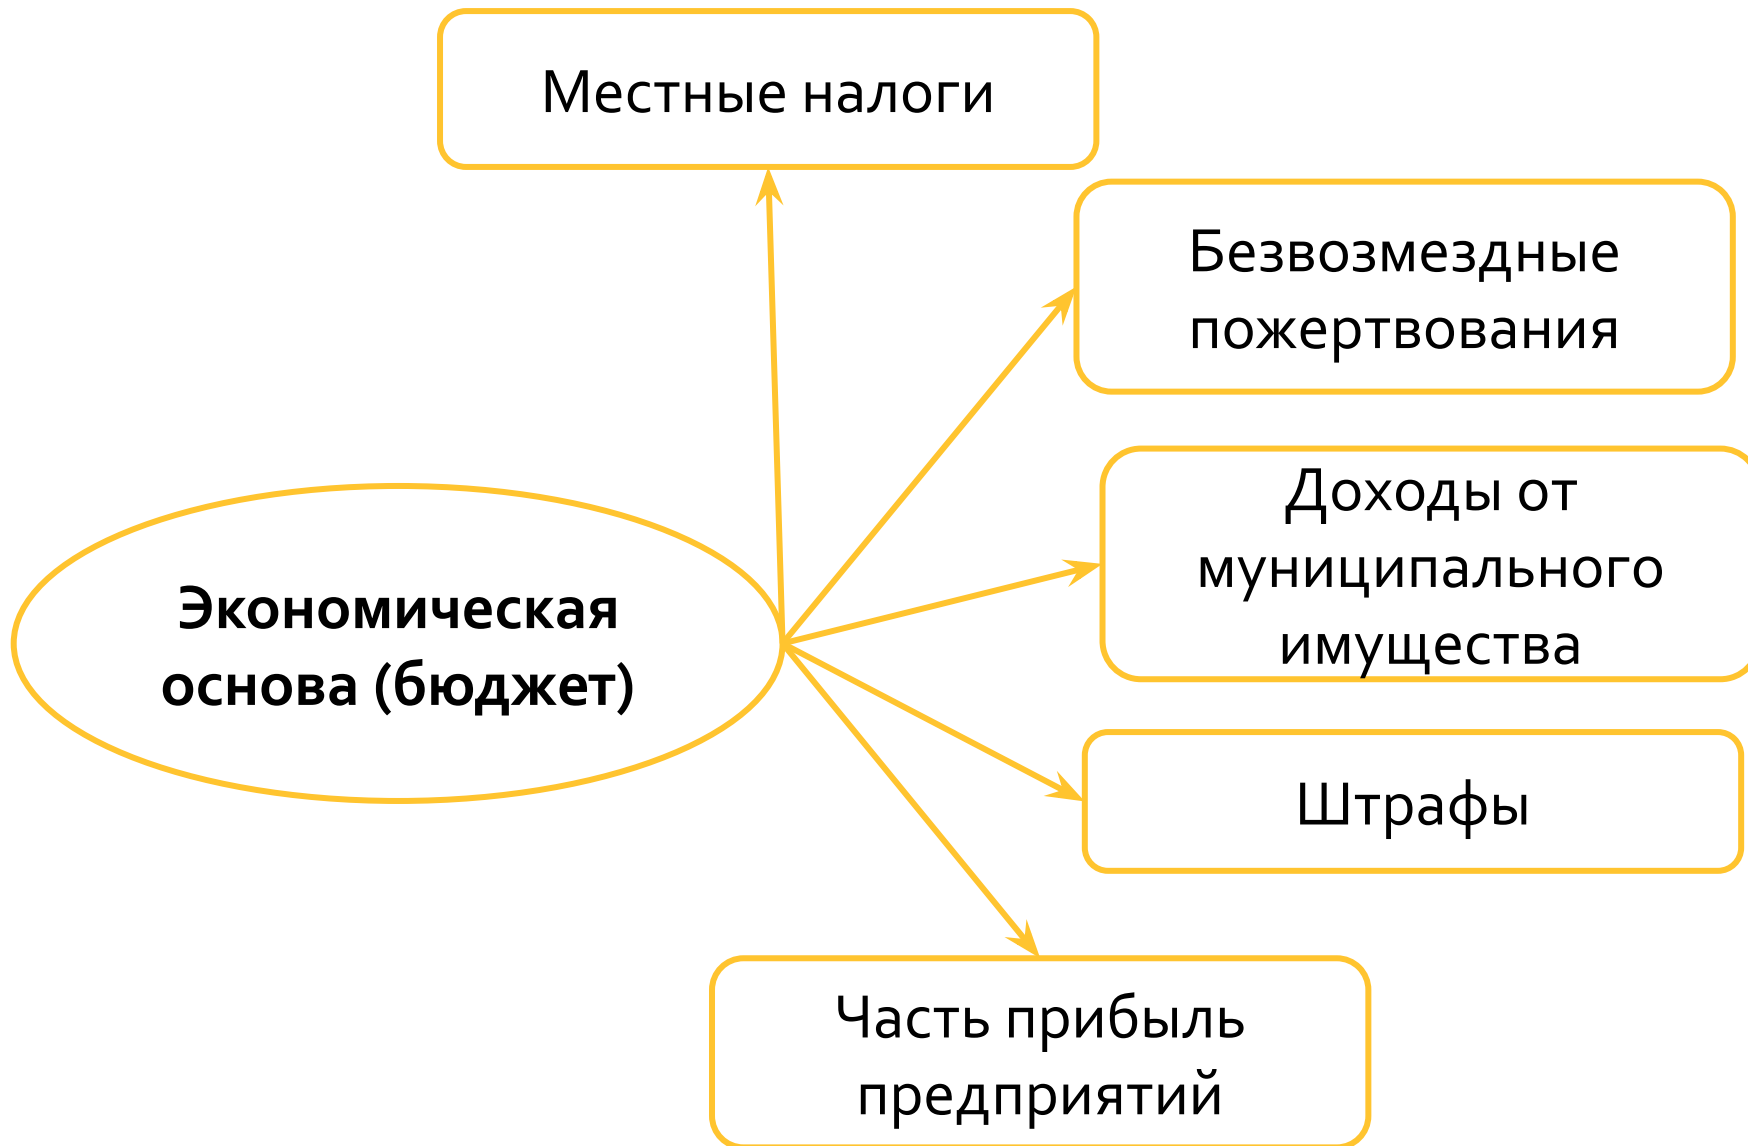 Местные налоги
Безвозмездные
пожертвования
Доходы от
муниципального
имущества
Экономическая
основа (бюджет)
Штрафы
Часть прибыль
предприятий